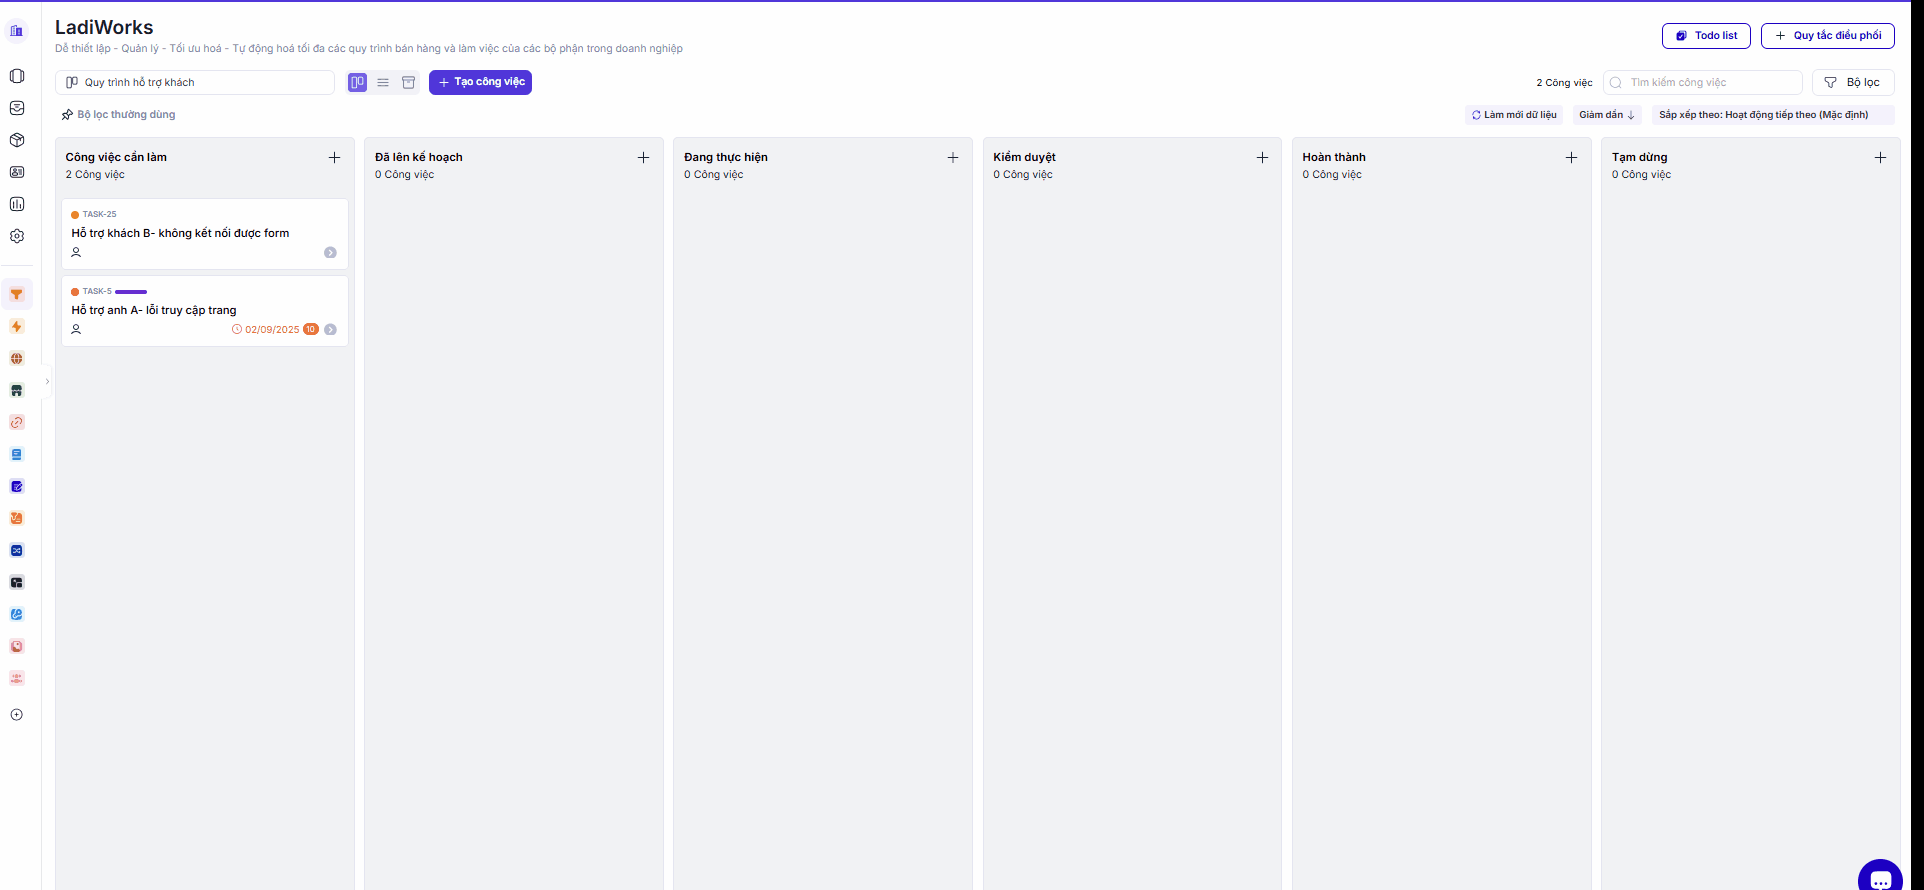 LadiWorks
Dễ thiết lập - Quản lý - Tối ưu hoá - Tự động hoá tối đa các quy trình bán hàng và làm việc của các bộ phận trong doanh nghiệp
Todo list
Quy tắc điều phối
Quy trình hỗ trợ khách
Tạo công việc
2 Công việc
Tìm kiếm công việc
Bộ lọc
Bộ lọc thường dùng
Làm mới dữ liệu
Giảm dần ↓
Sắp xếp theo: Hoạt động tiếp theo (Mặc định)
Công việc cần làm
2 Công việc
TASK-25
Hỗ trợ khách B- không kết nối được form
TASK-5
Hỗ trợ anh A- lỗi truy cập trang
02/09/2025 10
Đã lên kế hoạch
0 Công việc
Đang thực hiện
0 Công việc
Kiểm duyệt
0 Công việc
Hoàn thành
0 Công việc
Tạm dừng
0 Công việc